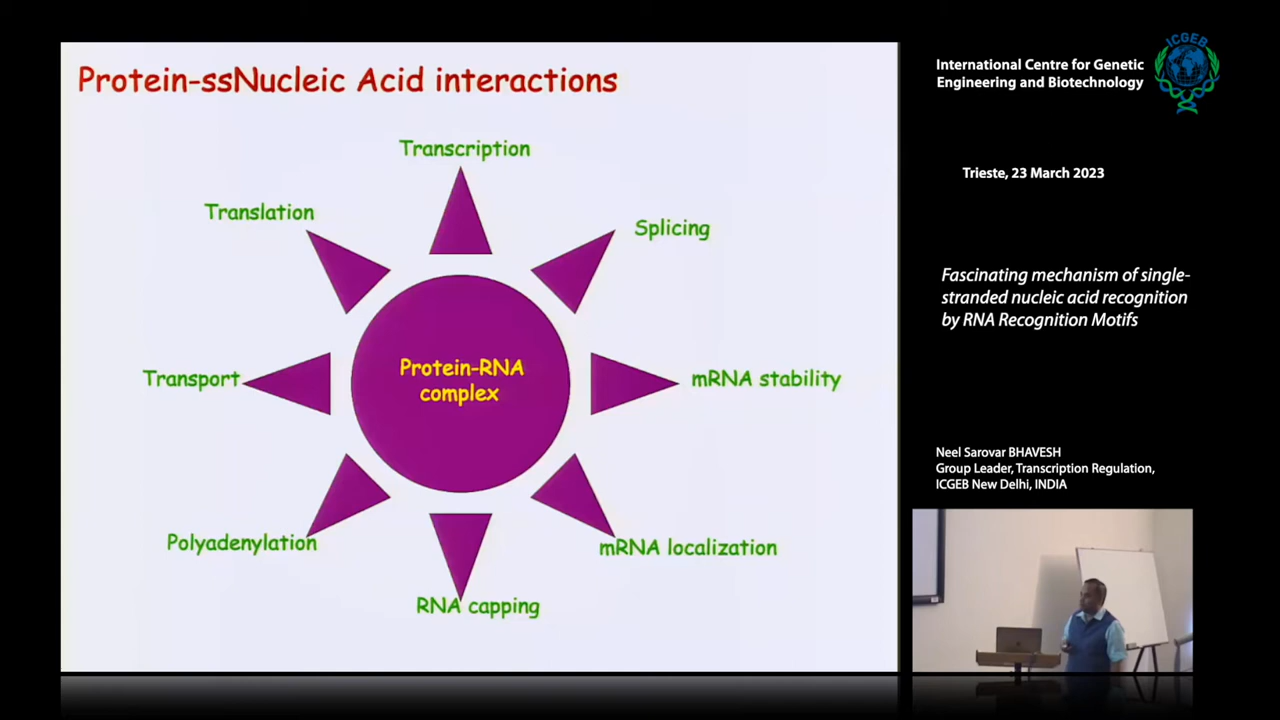 Protein-ssNucleic Acid interactions
Transcription
Translation
Splicing
Protein-RNA
complex
Transport
mRNA stability
Polyadenylation
mRNA localization
RNA capping
International Centre for Genetic
Engineering and Biotechnology
ICGEB
Trieste, 23 March 2023
Fascinating mechanism of single-
stranded nucleic acid recognition
by RNA Recognition Motifs
Neel Sarovar BHAVESH
Group Leader, Transcription Regulation,
ICGEB New Delhi, INDIA